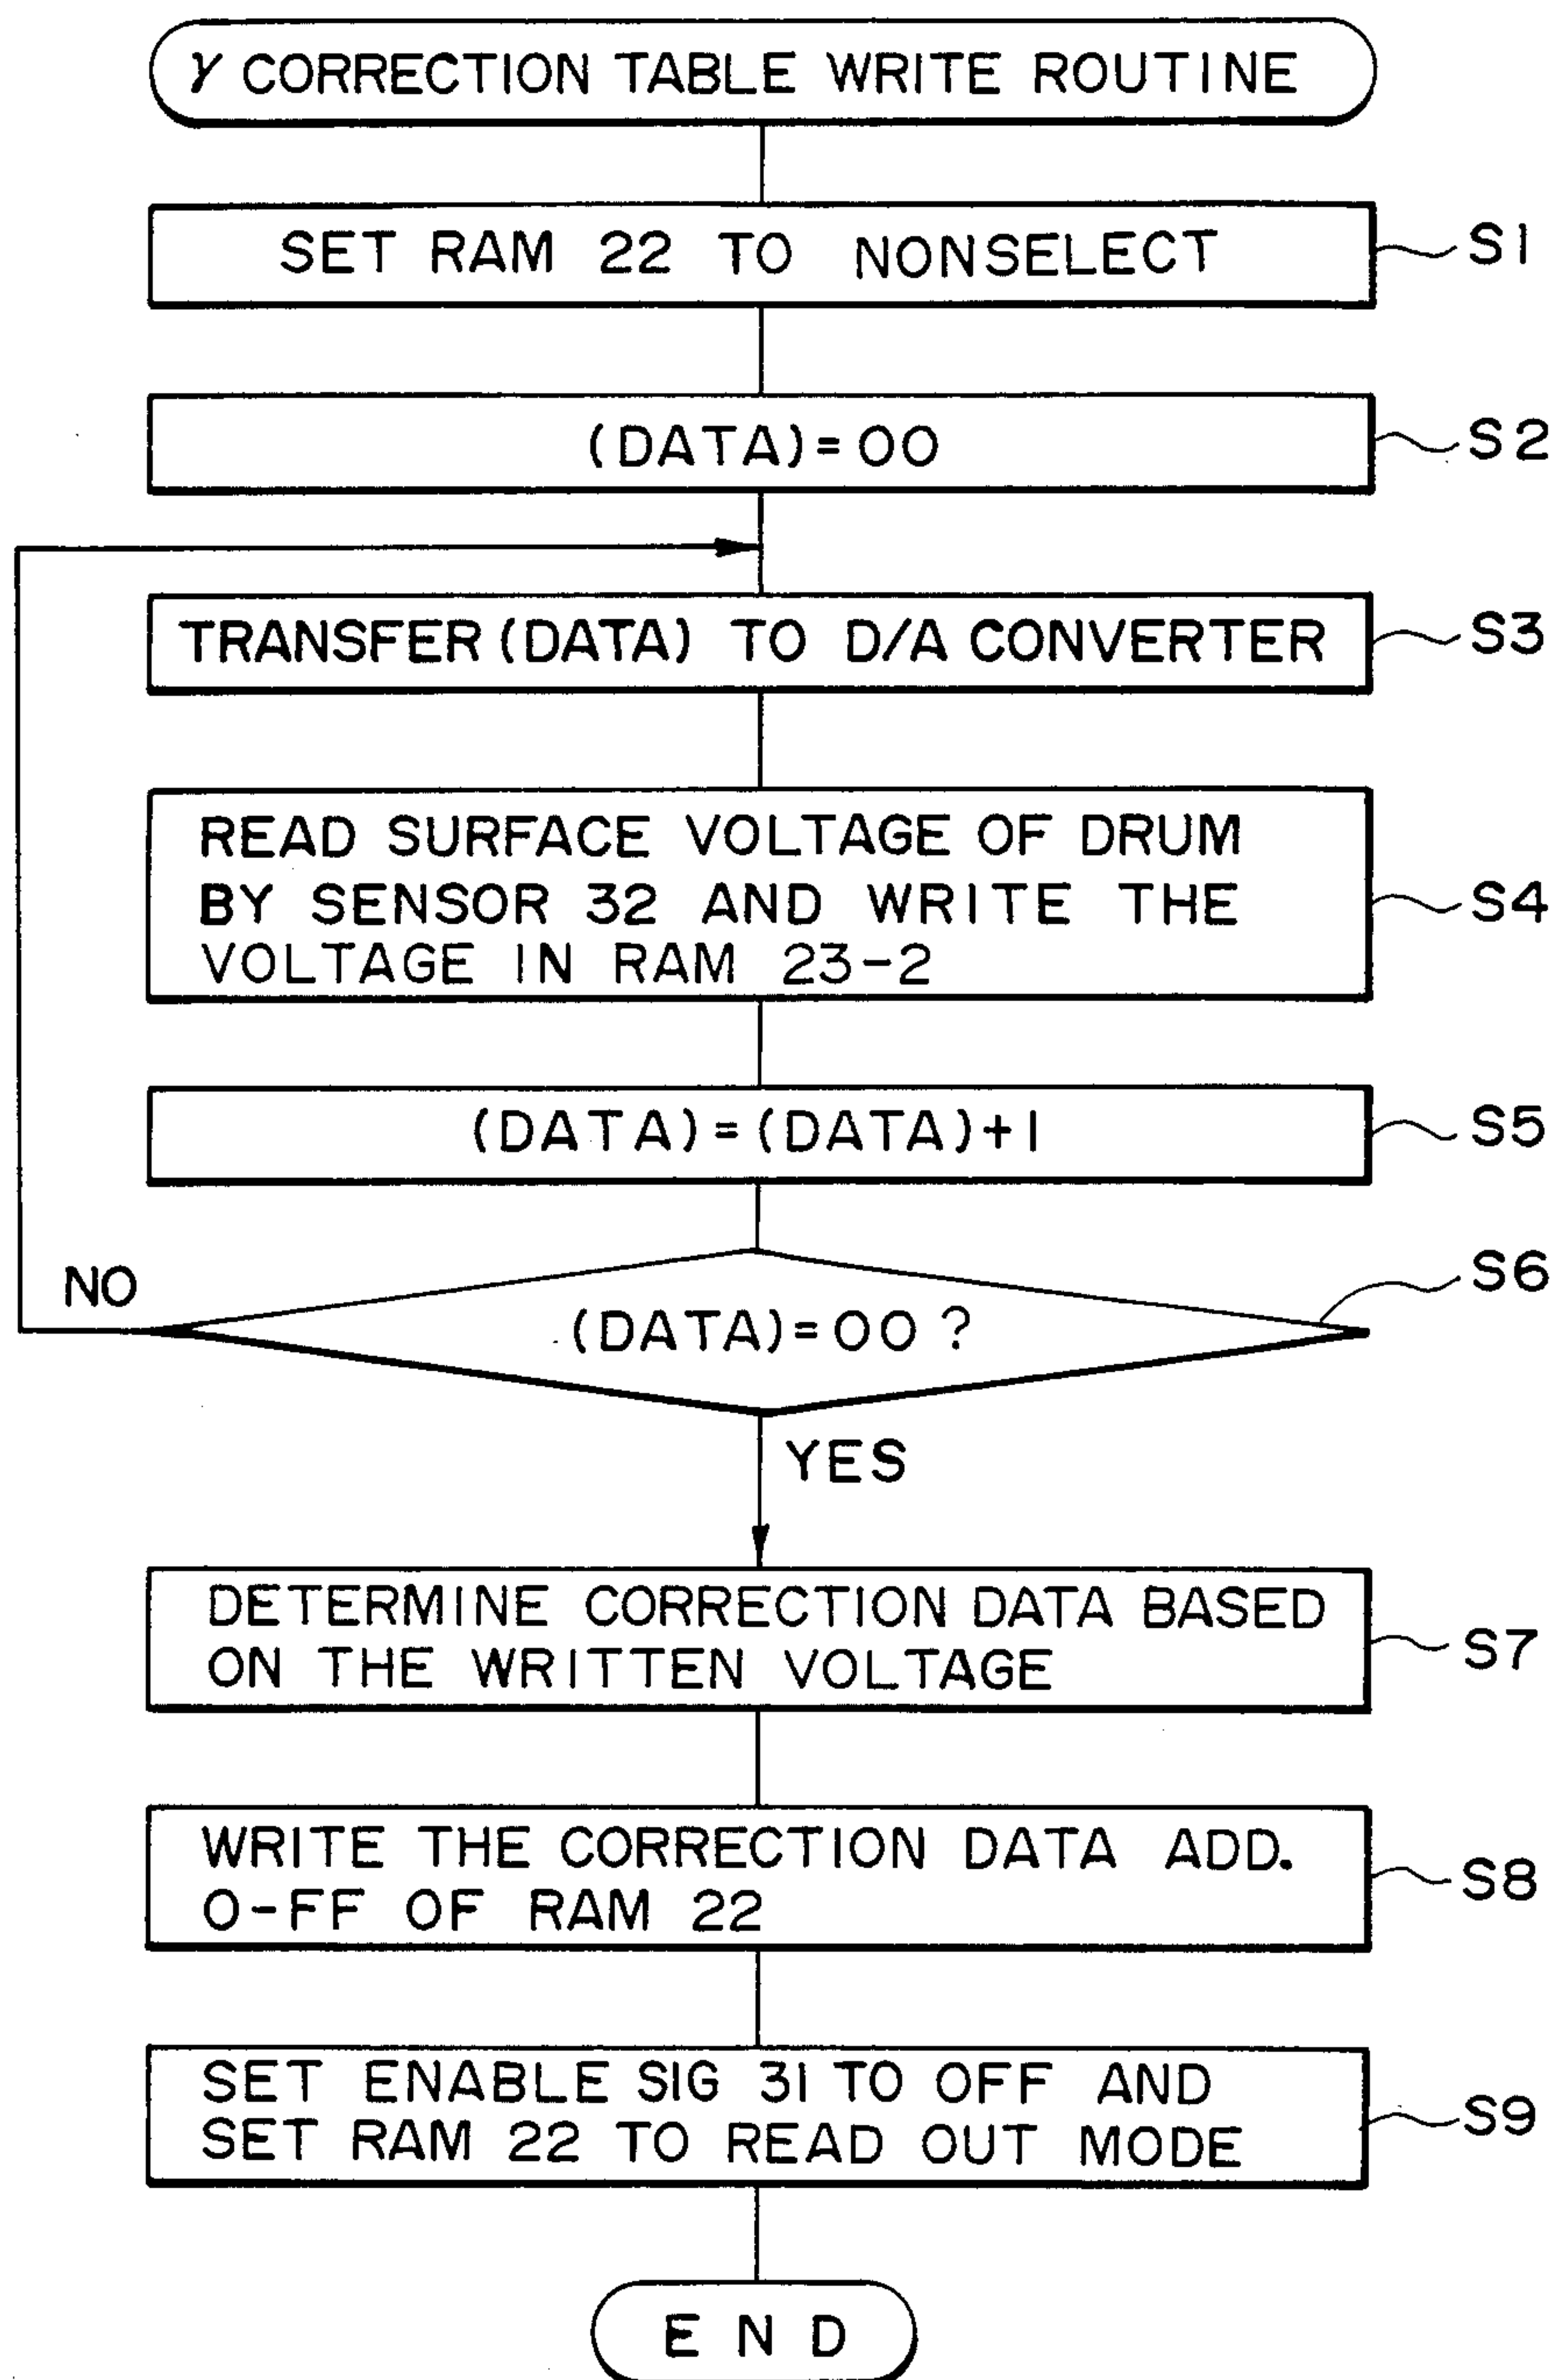 γ CORRECTION TABLE WRITE ROUTINE
SET RAM 22 TO NONSELECT
S1
(DATA)=00
S2
TRANSFER (DATA) TO D/A CONVERTER
S3
READ SURFACE VOLTAGE OF DRUM
BY SENSOR 32 AND WRITE THE
VOLTAGE IN RAM 23-2
S4
(DATA)=(DATA)+1
S5
NO
(DATA)=00 ?
S6
YES
DETERMINE CORRECTION DATA BASED
ON THE WRITTEN VOLTAGE
S7
WRITE THE CORRECTION DATA ADD.
0-FF OF RAM 22
S8
SET ENABLE SIG 31 TO OFF AND
SET RAM 22 TO READ OUT MODE
S9
END